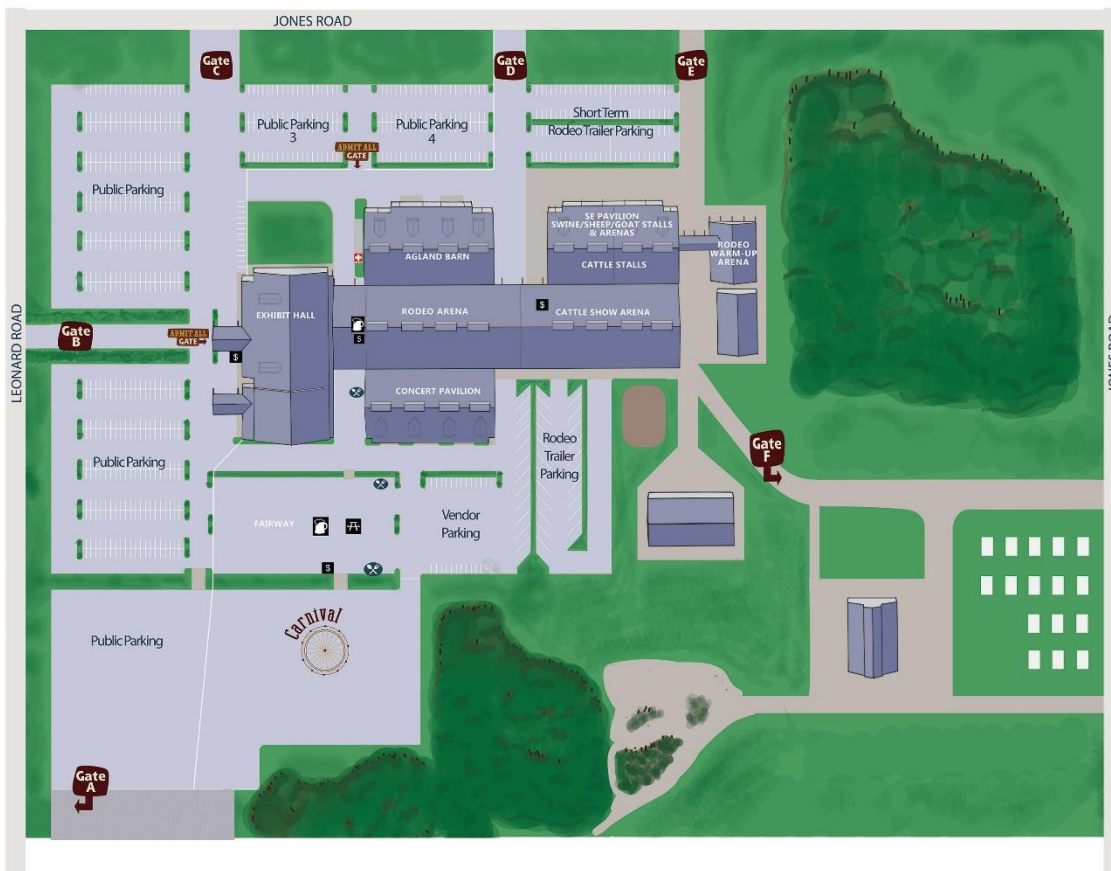 JONES ROAD
Gate
C
Gate
D
Gate
E
Public Parking
3
Public Parking
4
Short Term
Rodeo Trailer Parking
ADMIT ALL
GATE
Public Parking
SE PAVILION
SWINE/SHEEP/GOAT STALLS
& ARENAS
AGLAND BARN
CATTLE STALLS
RODEO
WARM-UP
ARENA
EXHIBIT HALL
RODEO ARENA
CATTLE SHOW ARENA
$
$
$
LEONARD ROAD
Gate
B
ADMIT ALL
GATE
JONES ROAD
CONCERT PAVILION
Public Parking
Rodeo
Trailer
Parking
Gate
F
FAIRWAY
Vendor
Parking
$
Public Parking
Carnival
Gate
A